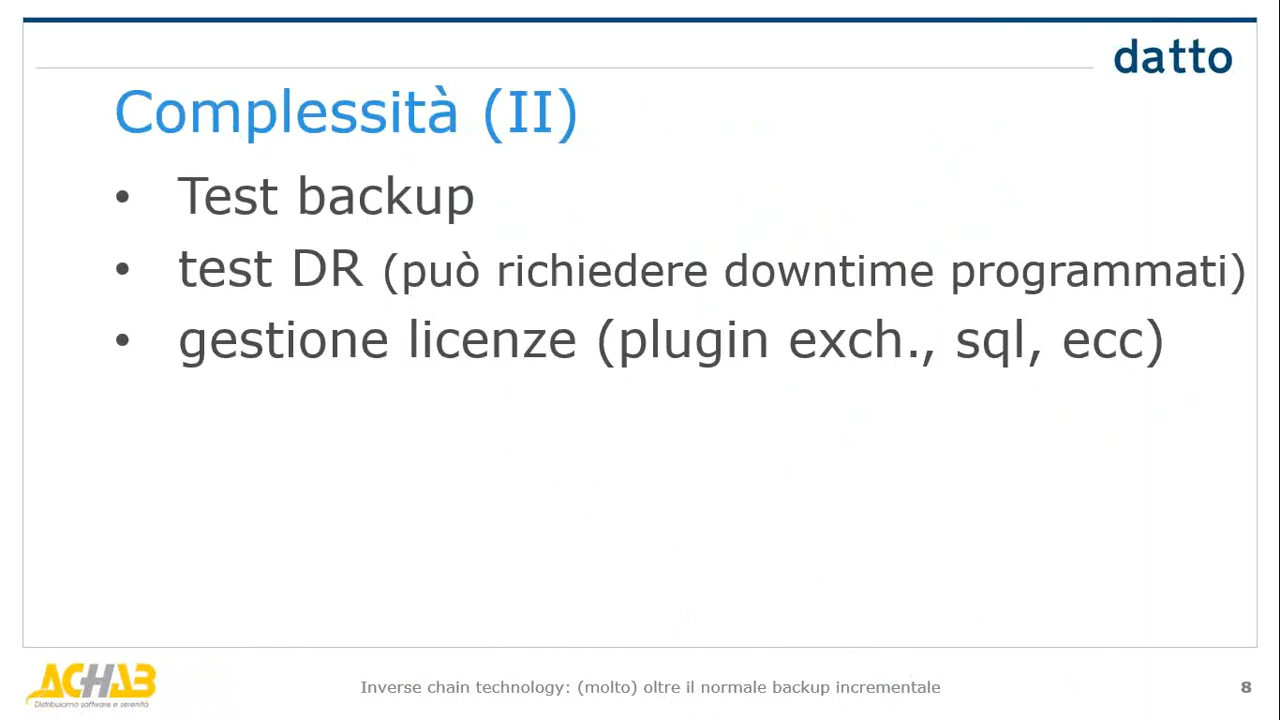 datto
Complessità (II)
• Test backup
• test DR (può richiedere downtime programmati)
• gestione licenze (plugin exch., sql, ecc)
ACHAB
Distribuiamo software e serenità
Inverse chain technology: (molto) oltre il normale backup incrementale
8